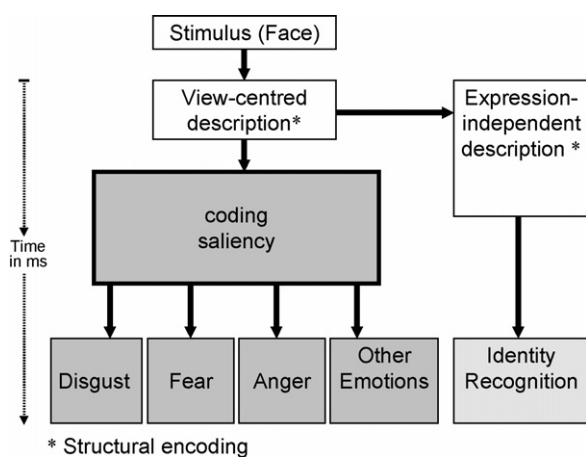 Stimulus (Face)
View-centred
description*
Expression-
independent
description *
coding
saliency
Time
in ms
Disgust
Fear
Anger
Other
Emotions
Identity
Recognition
* Structural encoding